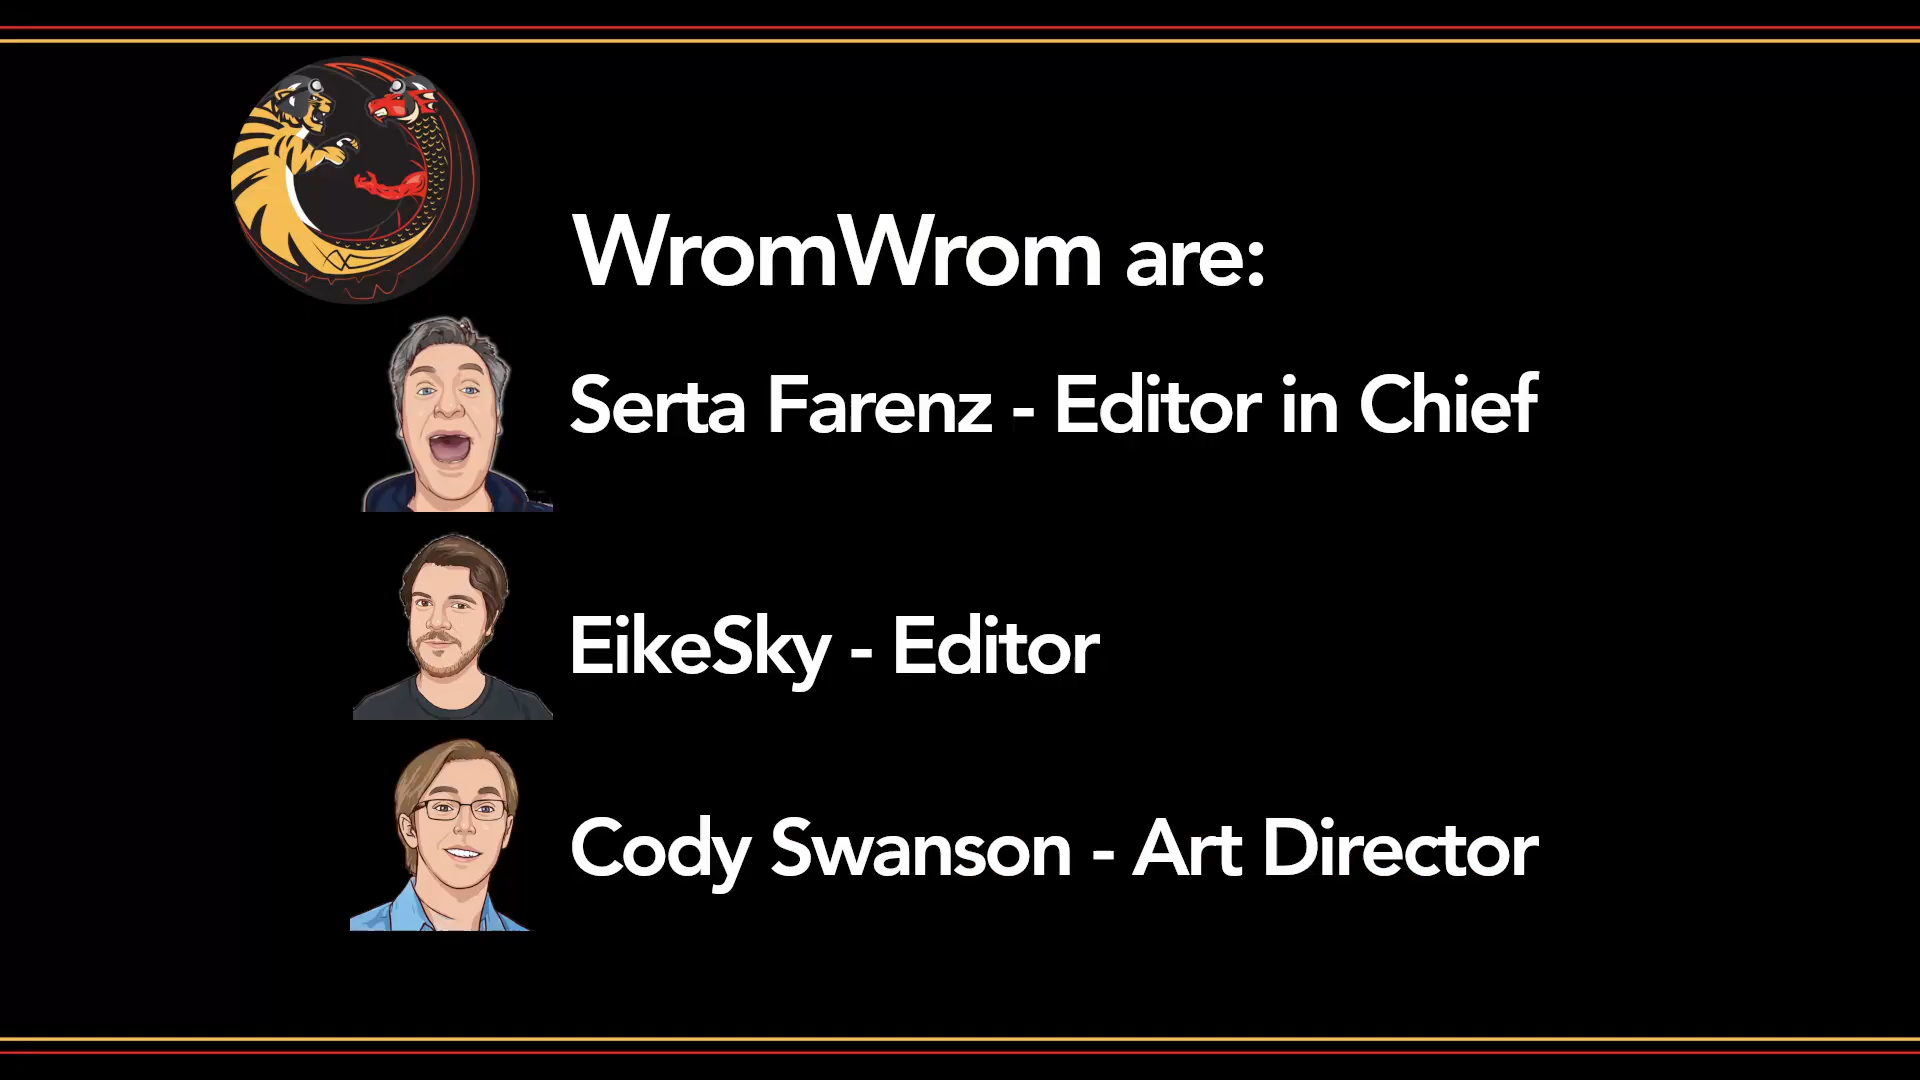 WromWrom are:
Serta Farenz - Editor in Chief
EikeSky - Editor
Cody Swanson - Art Director